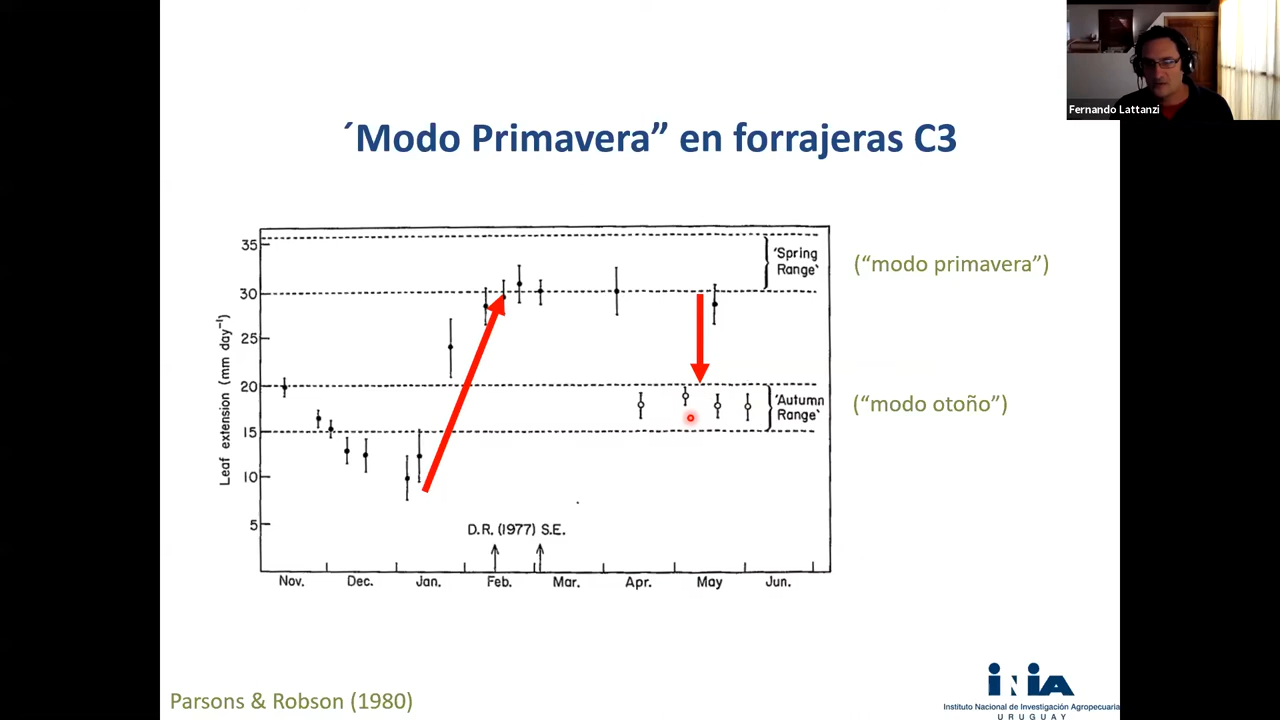 Fernando Lattanzi
´Modo Primavera” en forrajeras C3
35
30
25
20
15
10
5
Leaf extension (mm day⁻¹)
'Spring
Range'
(“modo primavera”)
'Autumn
Range'
(“modo otoño”)
D.R. (1977) S.E.
Nov. Dec. Jan. Feb. Mar. Apr. May Jun.
Parsons & Robson (1980)
INIA
Instituto Nacional de Investigación Agropecuaria
URUGUAY